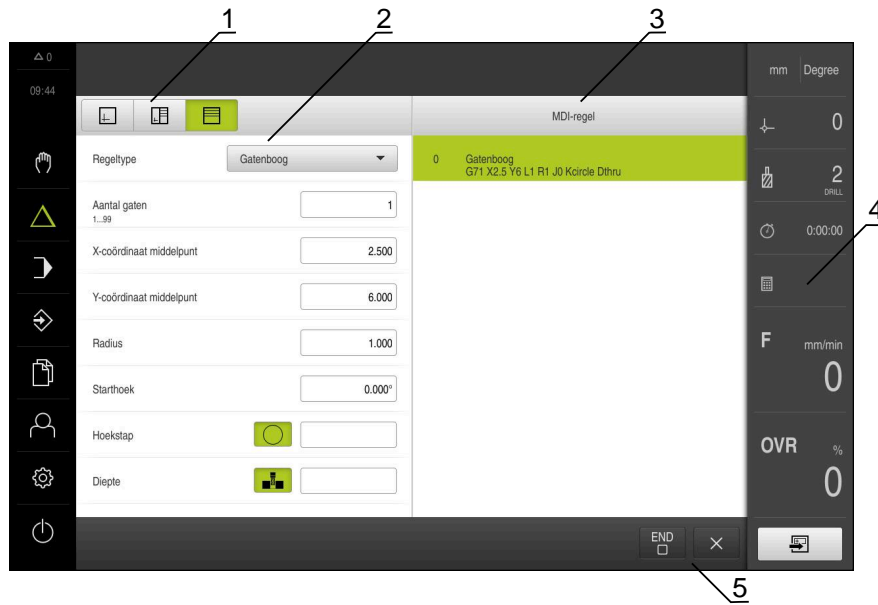 1
2
3
0
09:44
MDI-regel
mm Degree
0
Regeltype
Gatenboog
0 Gatenboog
G71 X2.5 Y6 L1 R1 J0 Kcircle Dthru
2
DRILL
Aantal gaten
1...99
1
4
0:00:00
X-coördinaat middelpunt
2.500
Y-coördinaat middelpunt
6.000
Radius
1.000
F mm/min
0
Starthoek
0.000°
Hoekstap
OVR %
0
Diepte
END
5